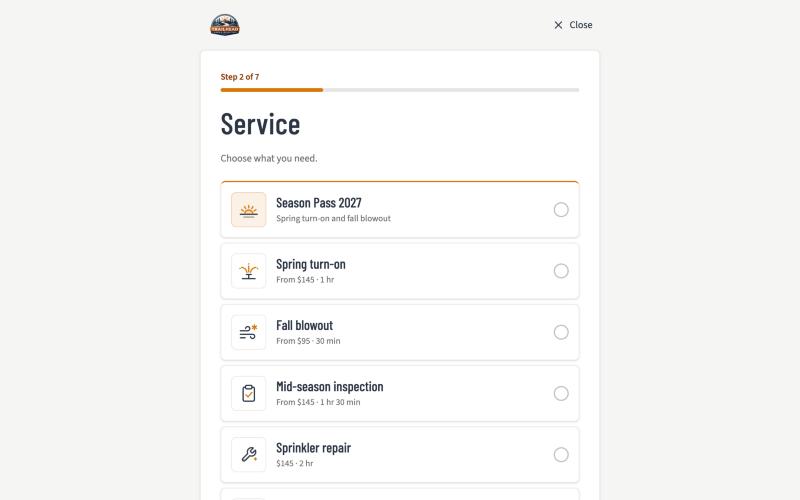 TRAILHEAD
Close
Step 2 of 7
Service
Choose what you need.
Season Pass 2027
Spring turn-on and fall blowout
Spring turn-on
From $145 · 1 hr
Fall blowout
From $95 · 30 min
Mid-season inspection
From $145 · 1 hr 30 min
Sprinkler repair
$145 · 2 hr